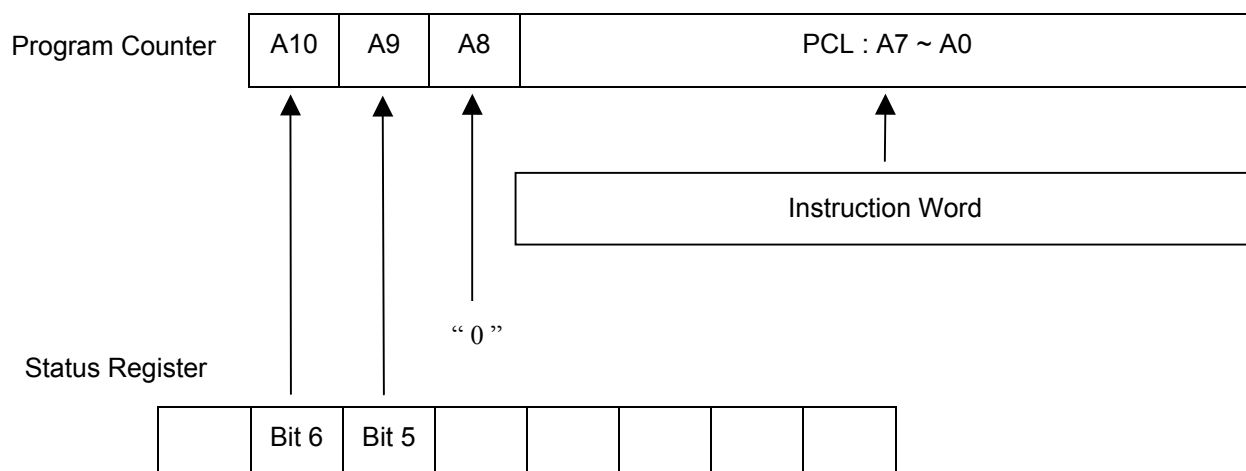 Program Counter
A10
A9
A8
PCL : A7 ~ A0
Instruction Word
“ 0 ”
Status Register
Bit 6
Bit 5